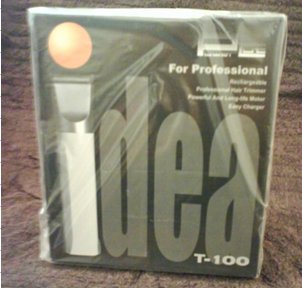 For Professional
Rechargeable
Professional Hair Trimmer
Powerful And Long-life Motor
Easy Charger
idea
T-100